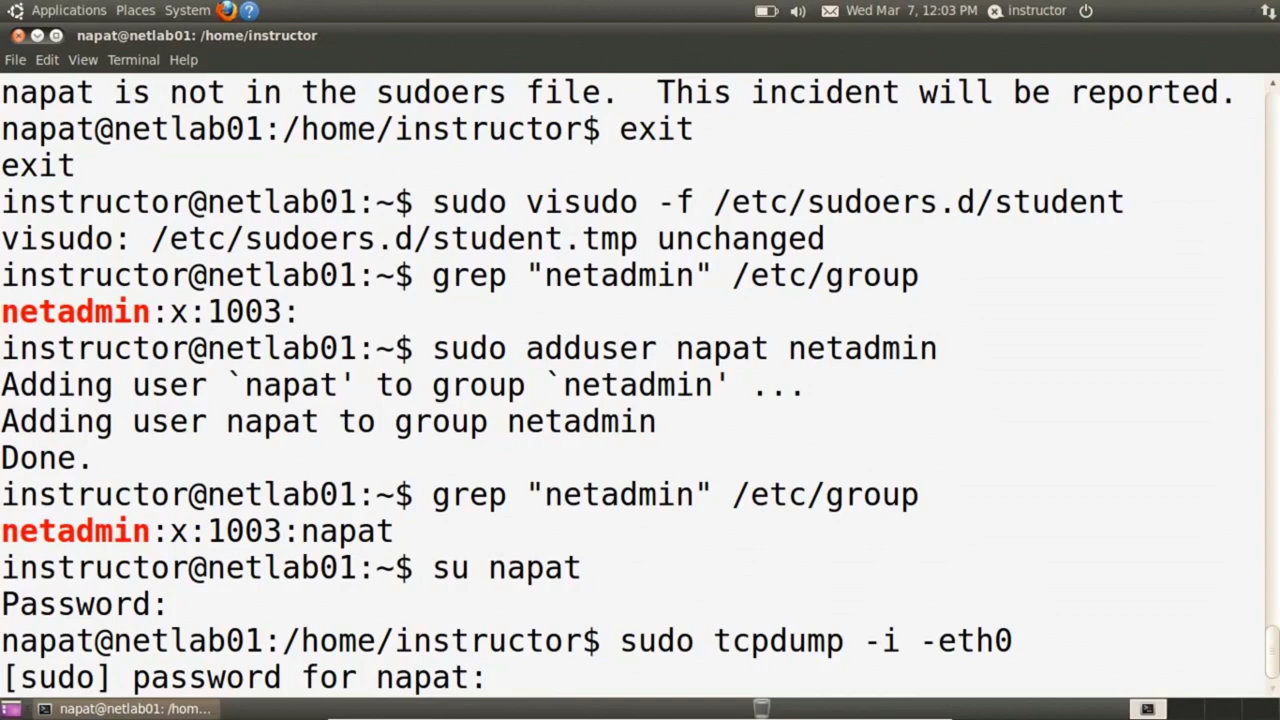 Applications Places System Wed Mar 7, 12:03 PM instructor
napat@netlab01: /home/instructor
File Edit View Terminal Help
napat is not in the sudoers file.  This incident will be reported.
napat@netlab01:/home/instructor$ exit
exit
instructor@netlab01:~$ sudo visudo -f /etc/sudoers.d/student
visudo: /etc/sudoers.d/student.tmp unchanged
instructor@netlab01:~$ grep "netadmin" /etc/group
netadmin:x:1003:
instructor@netlab01:~$ sudo adduser napat netadmin
Adding user `napat' to group `netadmin' ...
Adding user napat to group netadmin
Done.
instructor@netlab01:~$ grep "netadmin" /etc/group
netadmin:x:1003:napat
instructor@netlab01:~$ su napat
Password:
napat@netlab01:/home/instructor$ sudo tcpdump -i -eth0
[sudo] password for napat:
napat@netlab01: /hom...